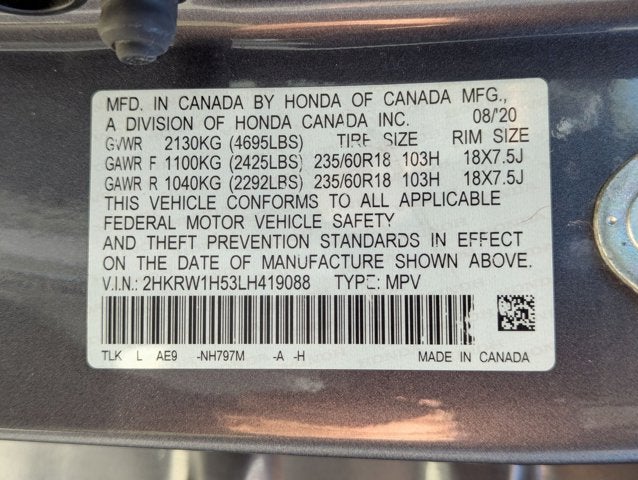 MFD. IN CANADA BY HONDA OF CANADA MFG.,
A DIVISION OF HONDA CANADA INC. 08/'20
GVWR 2130KG (4695LBS) TIRE SIZE RIM SIZE
GAWR F 1100KG (2425LBS) 235/60R18 103H 18X7.5J
GAWR R 1040KG (2292LBS) 235/60R18 103H 18X7.5J
THIS VEHICLE CONFORMS TO ALL APPLICABLE
FEDERAL MOTOR VEHICLE SAFETY
AND THEFT PREVENTION STANDARDS IN EFFECT
ON THE DATE OF MANUFACTURE SHOWN ABOVE.
V.I.N.: 2HKRW1H53LH419088 TYPE: MPV
TLK L AE9 -NH797M -A -H MADE IN CANADA